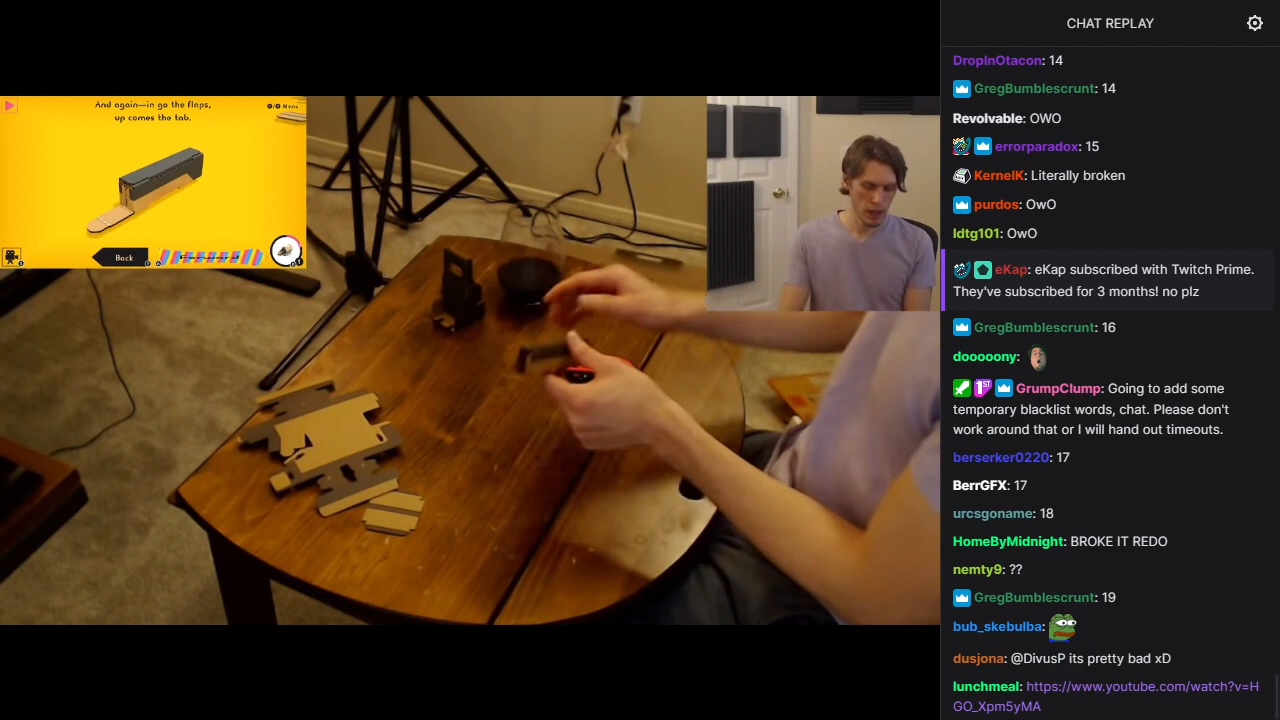 And again—in go the flaps,
up comes the tab.
Menu
Back
CHAT REPLAY
DropInOtacon: 14
GregBumblescrunt: 14
Revolvable: OWO
errorparadox: 15
KernelK: Literally broken
purdos: OwO
ldtg101: OwO
eKap: eKap subscribed with Twitch Prime.
They've subscribed for 3 months! no plz
GregBumblescrunt: 16
dooooony:
1ST GrumpClump: Going to add some
temporary blacklist words, chat. Please don't
work around that or I will hand out timeouts.
berserker0220: 17
BerrGFX: 17
urcsgoname: 18
HomeByMidnight: BROKE IT REDO
nemty9: ??
GregBumblescrunt: 19
bub_skebulba:
dusjona: @DivusP its pretty bad xD
lunchmeal: https://www.youtube.com/watch?v=H
GO_Xpm5yMA